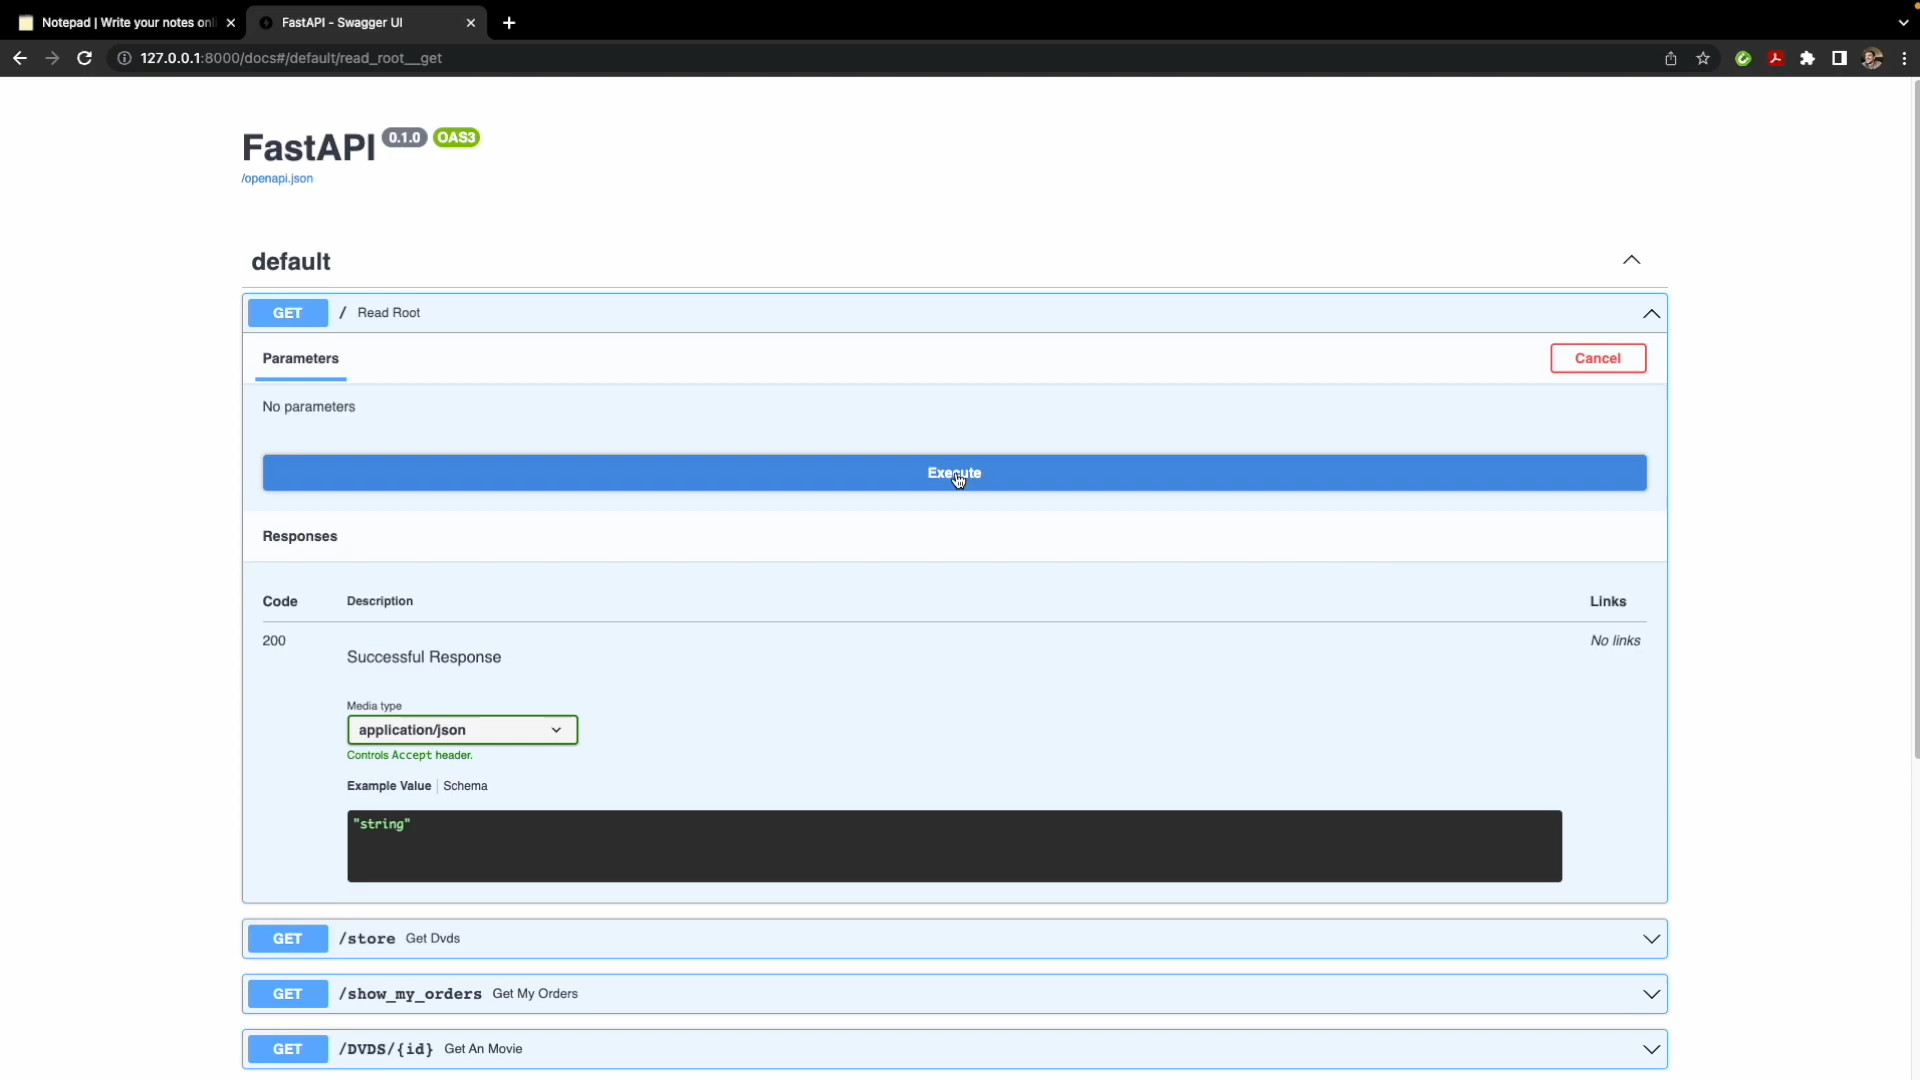 Notepad | Write your notes onl
FastAPI - Swagger UI
127.0.0.1:8000/docs#/default/read_root__get
FastAPI 0.1.0 OAS3
/openapi.json
default
GET / Read Root
Parameters
Cancel
No parameters
Execute
Responses
Code Description Links
200 Successful Response No links
Media type
application/json
Controls Accept header.
Example Value Schema
"string"
GET /store Get Dvds
GET /show_my_orders Get My Orders
GET /DVDS/{id} Get An Movie